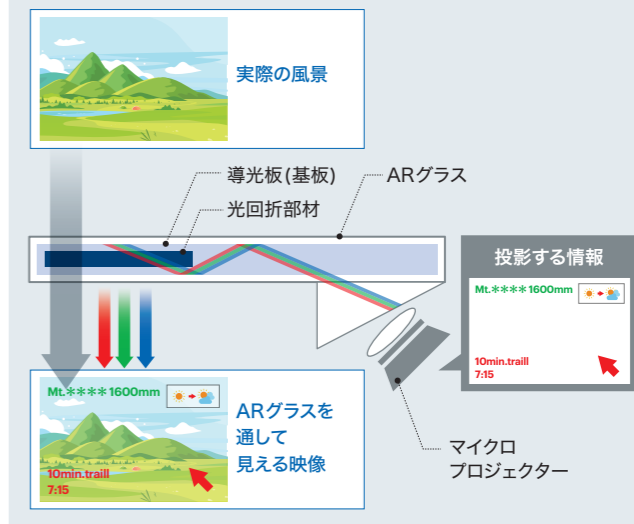 実際の風景
導光板(基板)
ARグラス
光回折部材
投影する情報
Mt.****1600mm
10min.traill
7:15
Mt.****1600mm
10min.traill
7:15
ARグラスを
通して
見える映像
マイクロ
プロジェクター